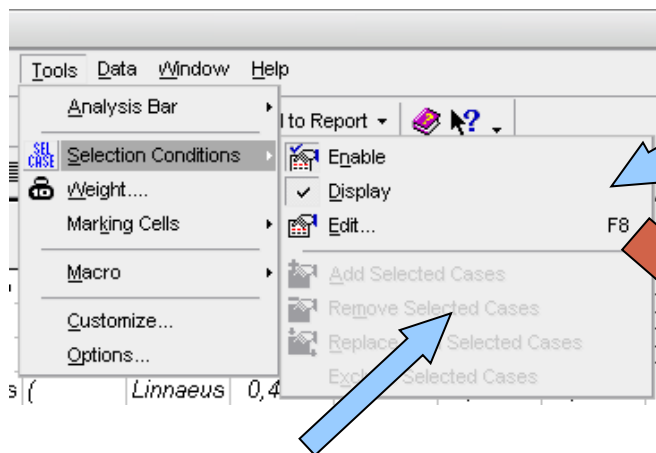 Tools Data Window Help
Analysis Bar
l to Report
SEL CASE Selection Conditions
Enable
Weight....
Display
Marking Cells
Edit... F8
Macro
Add Selected Cases
Remove Selected Cases
Customize...
Replace Selected Cases
Options...
Selected Cases
s ( Linnaeus 0,4